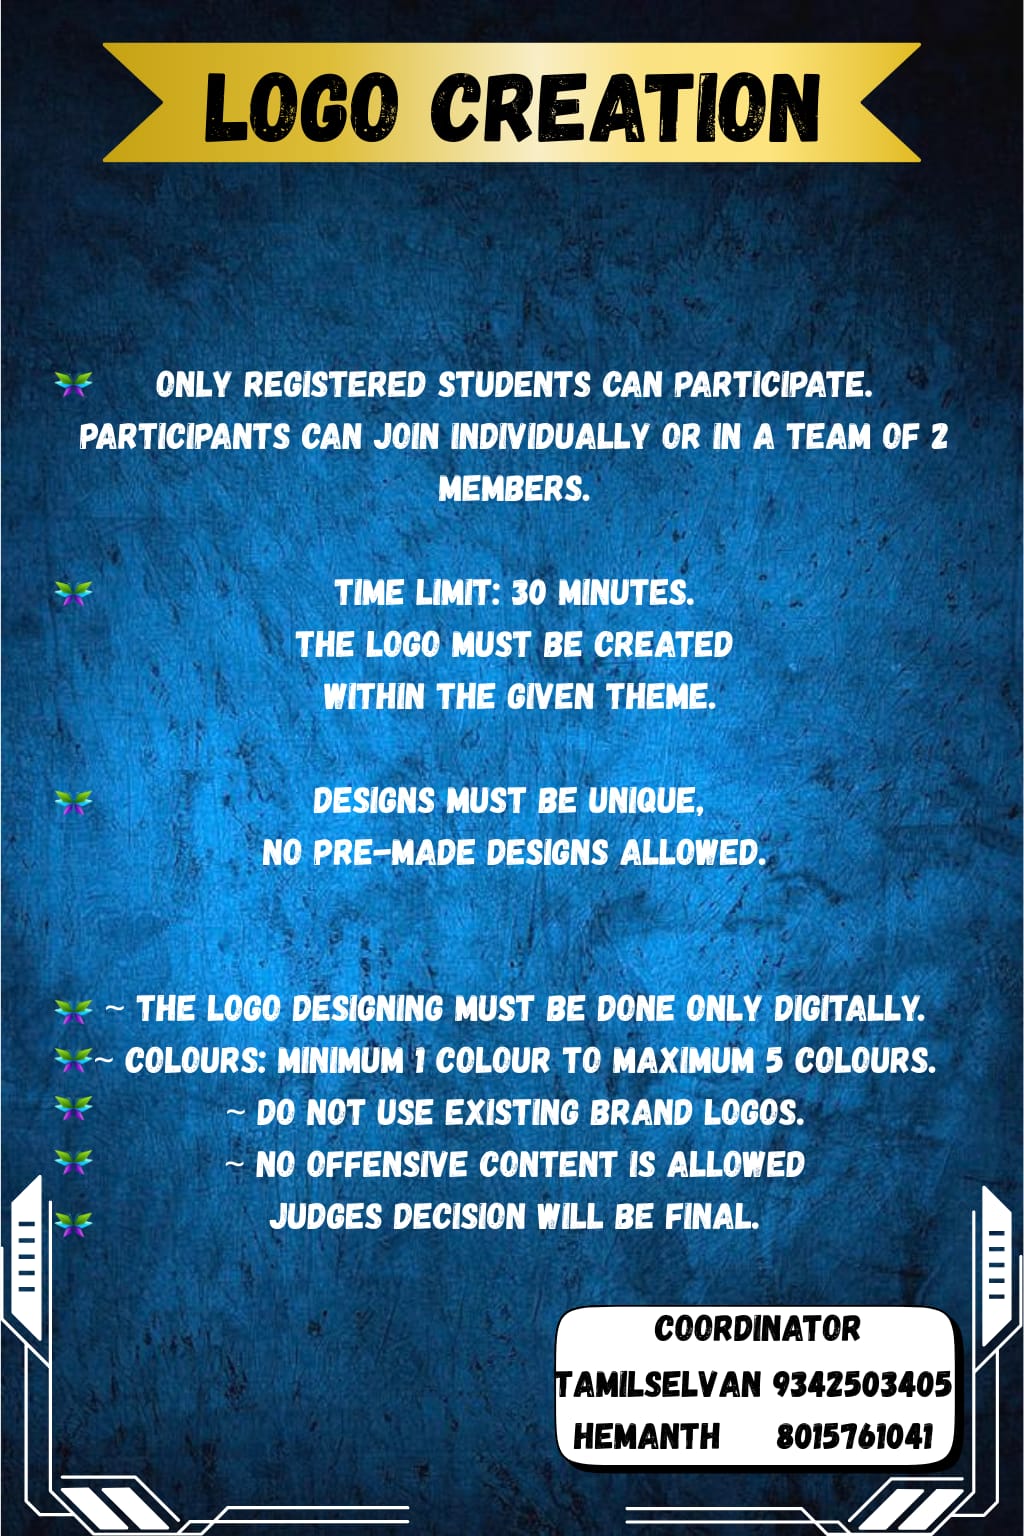 LOGO CREATION
ONLY REGISTERED STUDENTS CAN PARTICIPATE.
PARTICIPANTS CAN JOIN INDIVIDUALLY OR IN A TEAM OF 2
MEMBERS.
TIME LIMIT: 30 MINUTES.
THE LOGO MUST BE CREATED
WITHIN THE GIVEN THEME.
DESIGNS MUST BE UNIQUE,
NO PRE-MADE DESIGNS ALLOWED.
~ THE LOGO DESIGNING MUST BE DONE ONLY DIGITALLY.
~ COLOURS: MINIMUM 1 COLOUR TO MAXIMUM 5 COLOURS.
~ DO NOT USE EXISTING BRAND LOGOS.
~ NO OFFENSIVE CONTENT IS ALLOWED
JUDGES DECISION WILL BE FINAL.
COORDINATOR
TAMILSELVAN 9342503405
HEMANTH 8015761041